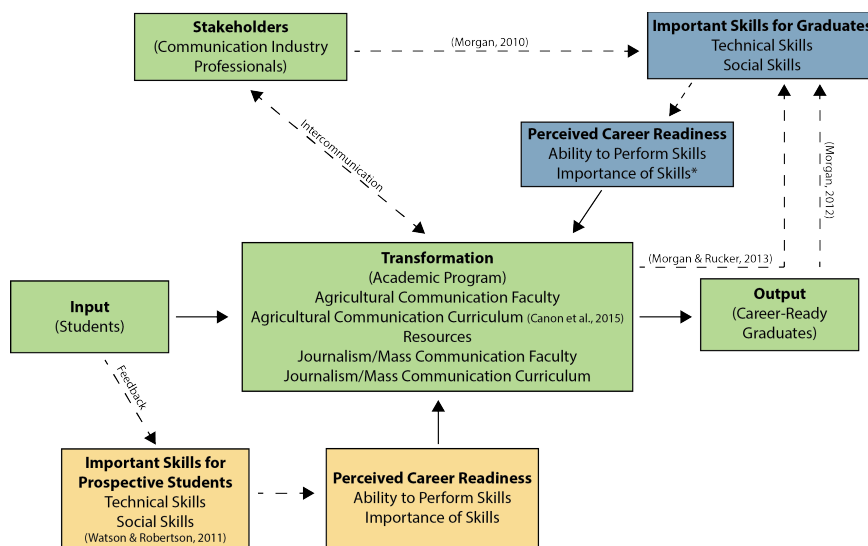 Stakeholders
(Communication Industry
Professionals)
(Morgan, 2010)
Important Skills for Graduates
Technical Skills
Social Skills
Intercommunication
Perceived Career Readiness
Ability to Perform Skills
Importance of Skills*
(Morgan, 2012)
Transformation
(Academic Program)
Agricultural Communication Faculty
Agricultural Communication Curriculum (Canon et al., 2015)
Resources
Journalism/Mass Communication Faculty
Journalism/Mass Communication Curriculum
(Morgan & Rucker, 2013)
Input
(Students)
Output
(Career-Ready
Graduates)
Feedback
Important Skills for
Prospective Students
Technical Skills
Social Skills
(Watson & Robertson, 2011)
Perceived Career Readiness
Ability to Perform Skills
Importance of Skills